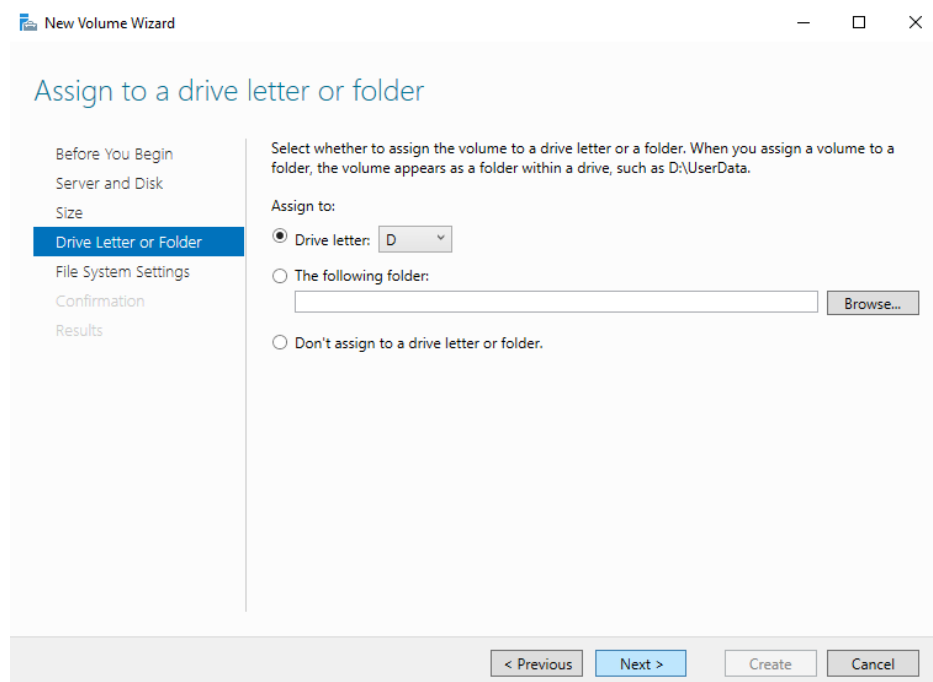 New Volume Wizard
Assign to a drive letter or folder
Before You Begin
Server and Disk
Size
Drive Letter or Folder
File System Settings
Confirmation
Results
Select whether to assign the volume to a drive letter or a folder. When you assign a volume to a
folder, the volume appears as a folder within a drive, such as D:\UserData.
Assign to:
Drive letter: D
The following folder:
Browse...
Don't assign to a drive letter or folder.
< Previous Next > Create Cancel